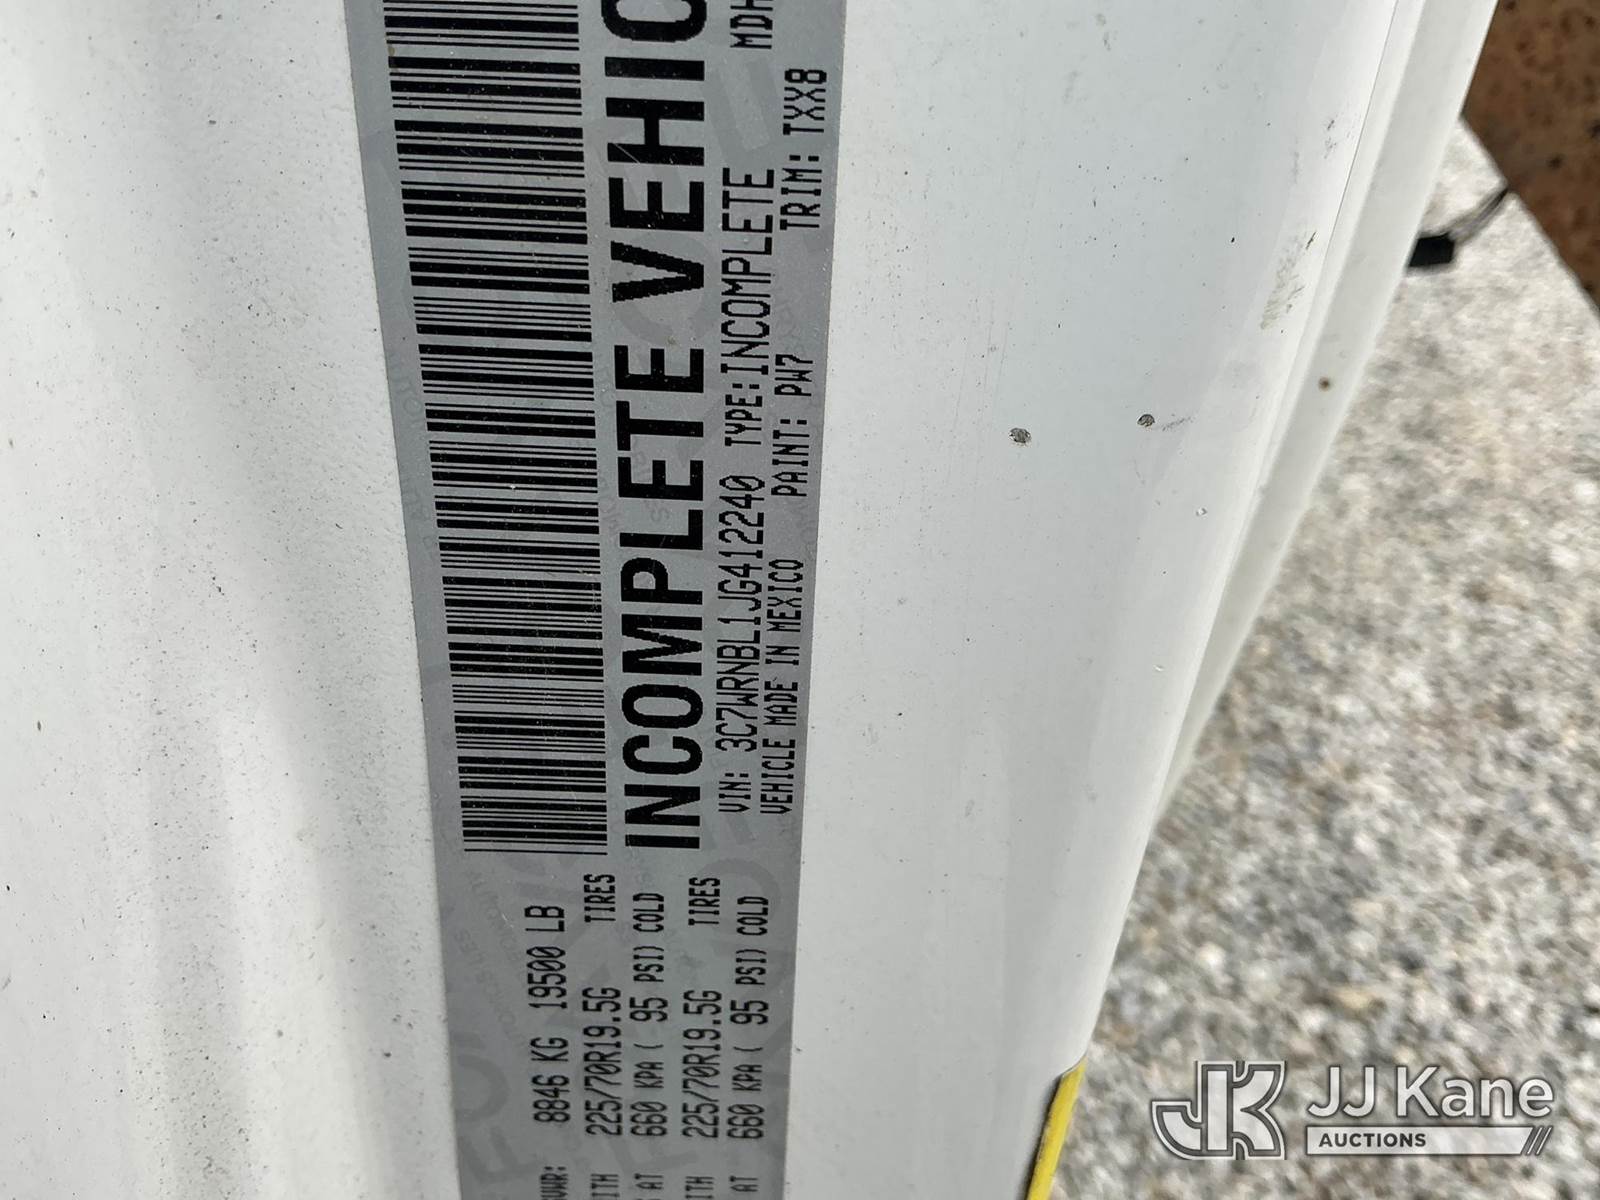 GVWR: 8846 KG 19500 LB
225/70R19.5G TIRES
660 KPA ( 95 PSI) COLD
225/70R19.5G TIRES
AT 660 KPA ( 95 PSI) COLD
INCOMPLETE VEHIC
VIN: 3C7WRNBL1JG412240 TYPE:INCOMPLETE
VEHICLE MADE IN MEXICO PAINT: PW7 TRIM: TXX8
MDH
JJ Kane
AUCTIONS